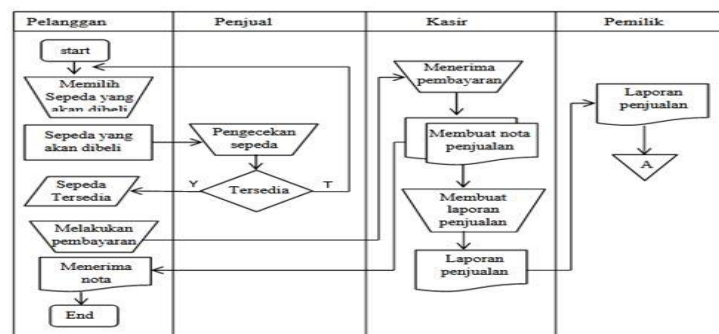 Pelanggan
Penjual
Kasir
Pemilik
start
Memilih
Sepeda yang
akan dibeli
Sepeda yang
akan dibeli
Sepeda
Tersedia
Melakukan
pembayaran
Menerima
nota
End
Pengecekan
sepeda
Y
Tersedia
T
Menerima
pembayaran
Membuat nota
penjualan
Membuat
laporan
penjualan
Laporan
penjualan
Laporan
penjualan
A